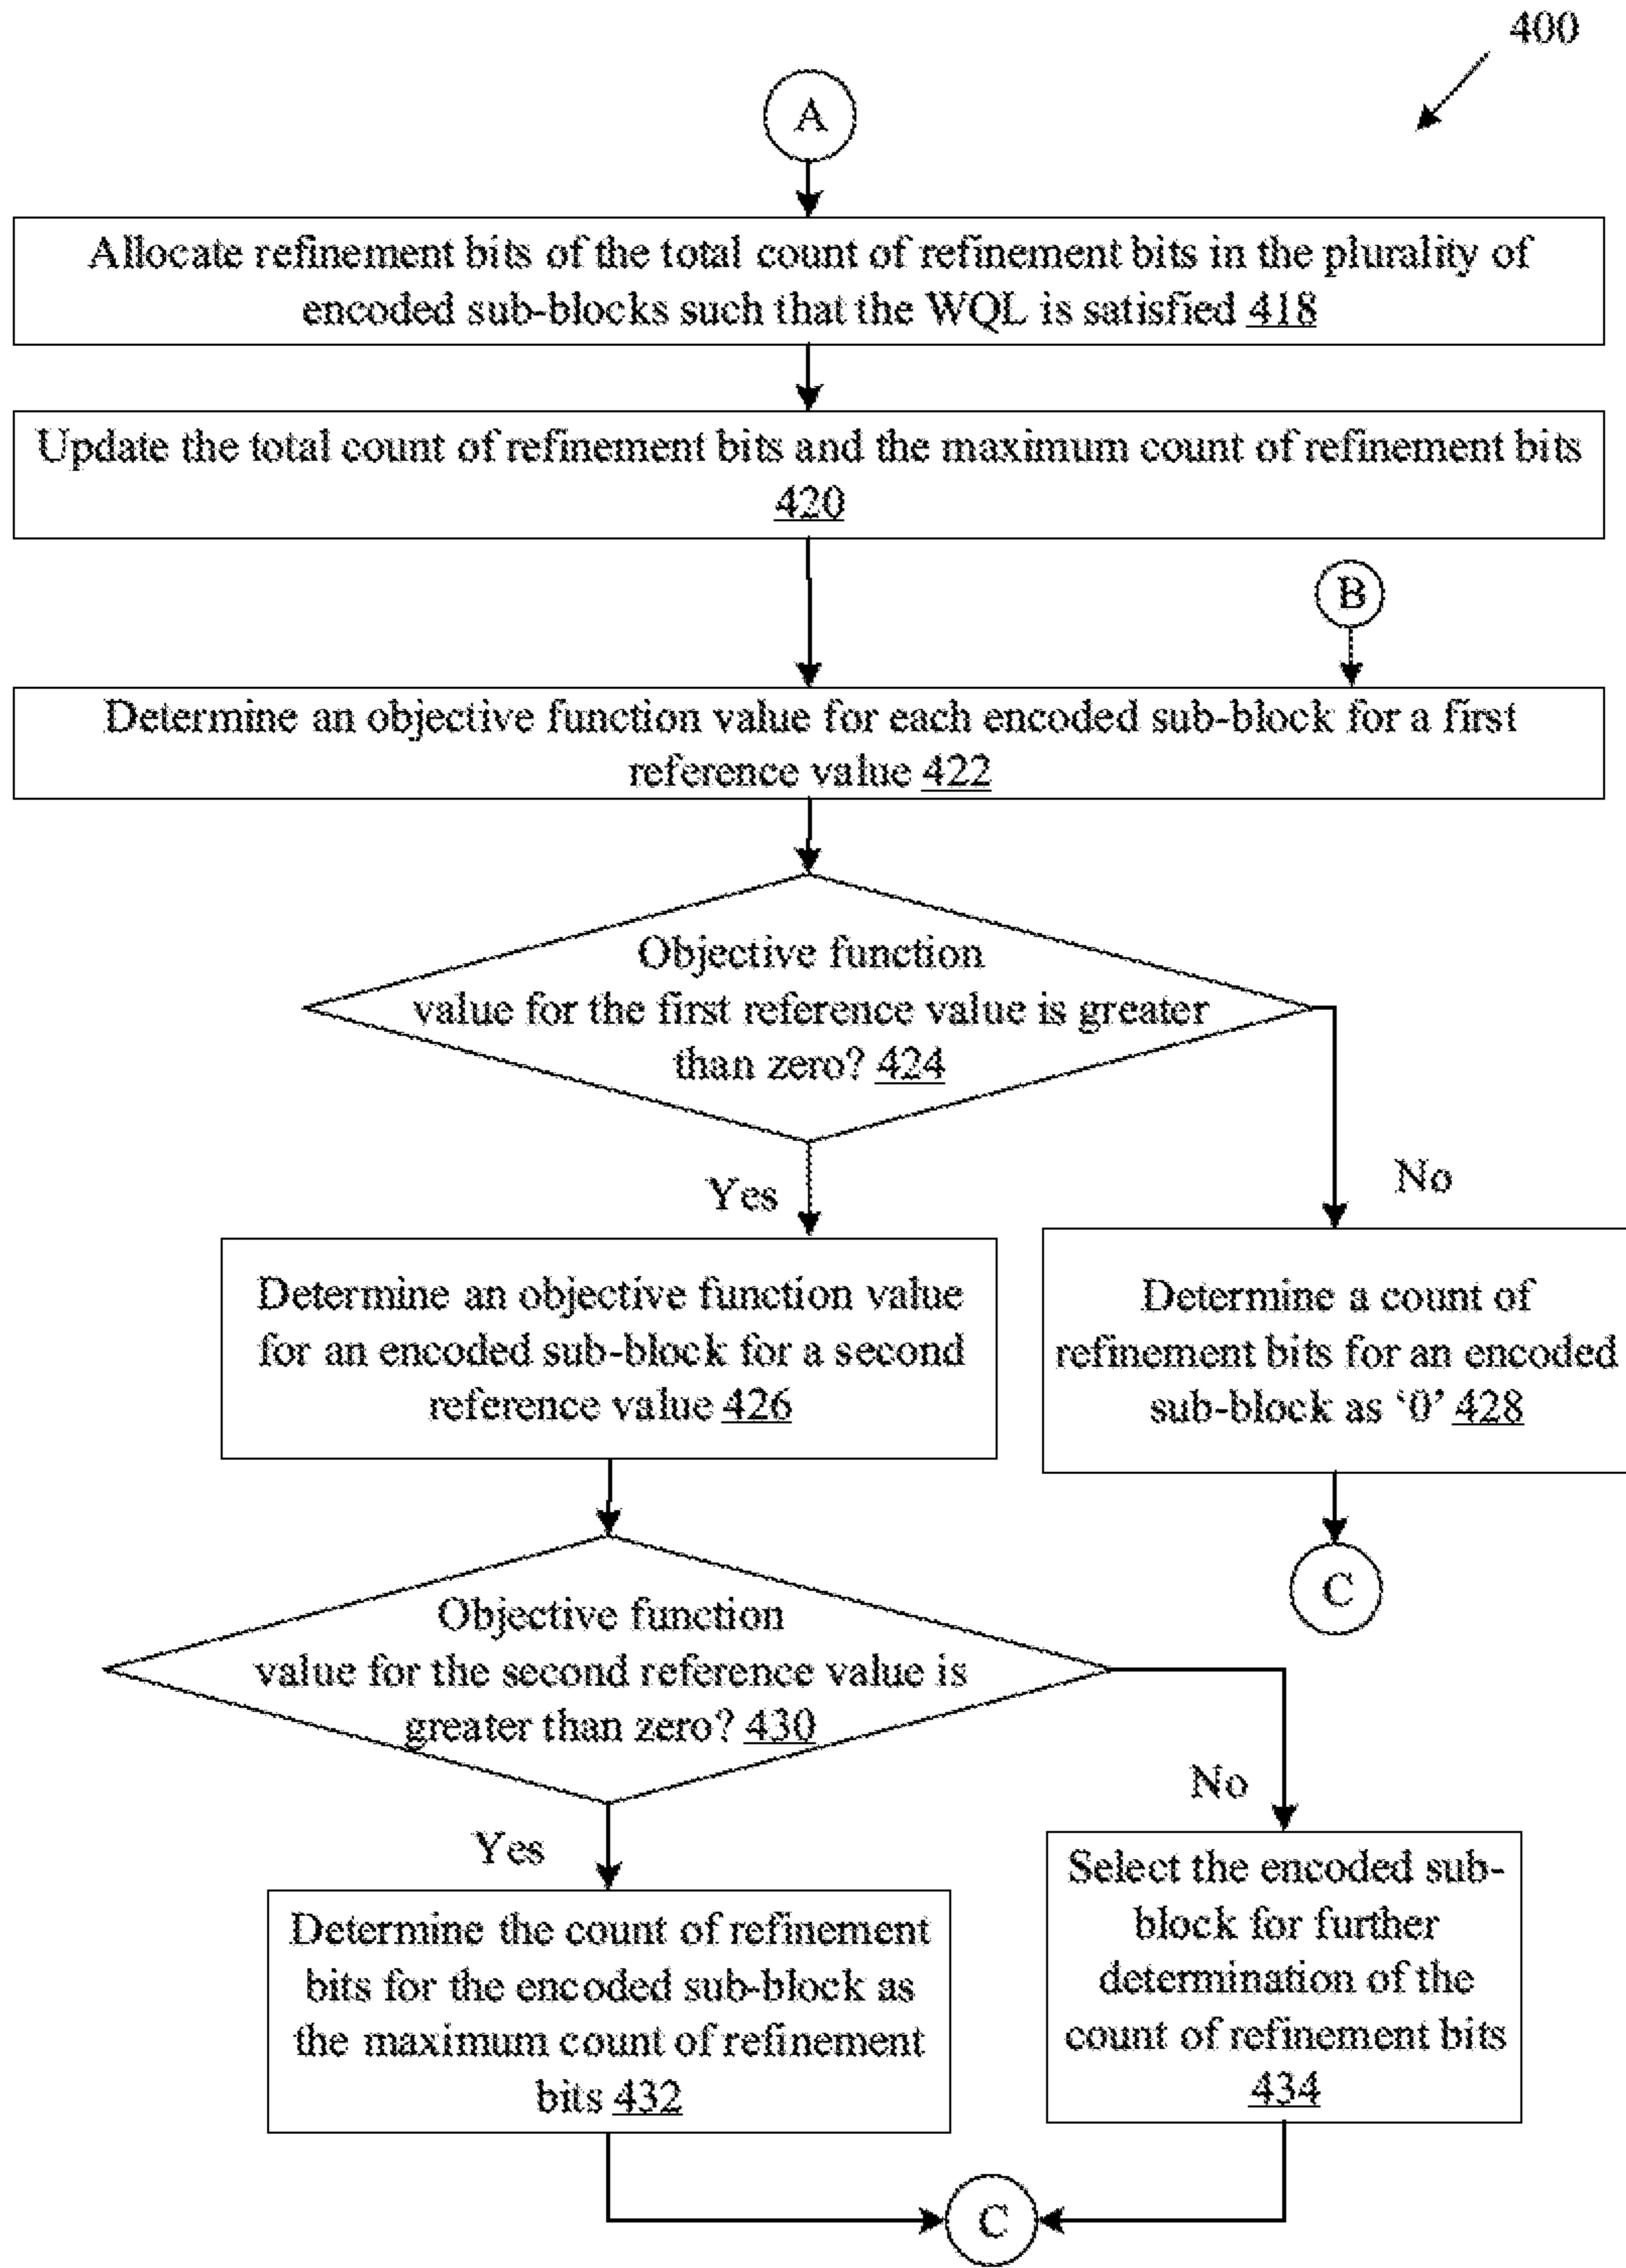 400
A
Allocate refinement bits of the total count of refinement bits in the plurality of
encoded sub-blocks such that the WQL is satisfied 418
Update the total count of refinement bits and the maximum count of refinement bits
420
B
Determine an objective function value for each encoded sub-block for a first
reference value 422
Objective function
value for the first reference value is greater
than zero? 424
Yes
No
Determine an objective function value
for an encoded sub-block for a second
reference value 426
Determine a count of
refinement bits for an encoded
sub-block as ‘0’ 428
C
Objective function
value for the second reference value is
greater than zero? 430
Yes
No
Determine the count of refinement
bits for the encoded sub-block as
the maximum count of refinement
bits 432
Select the encoded sub-
block for further
determination of the
count of refinement bits
434
C